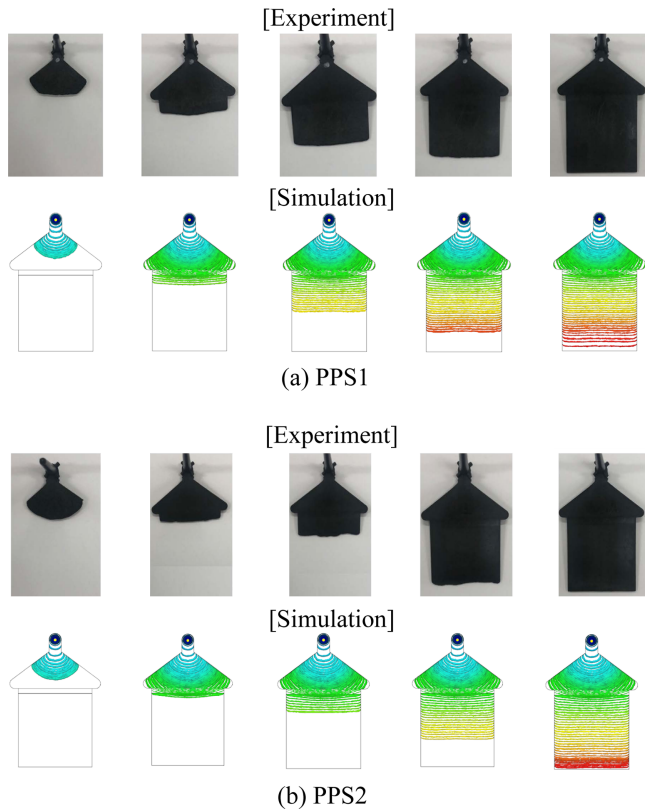 [Experiment]
[Simulation]
(a) PPS1
[Experiment]
[Simulation]
(b) PPS2